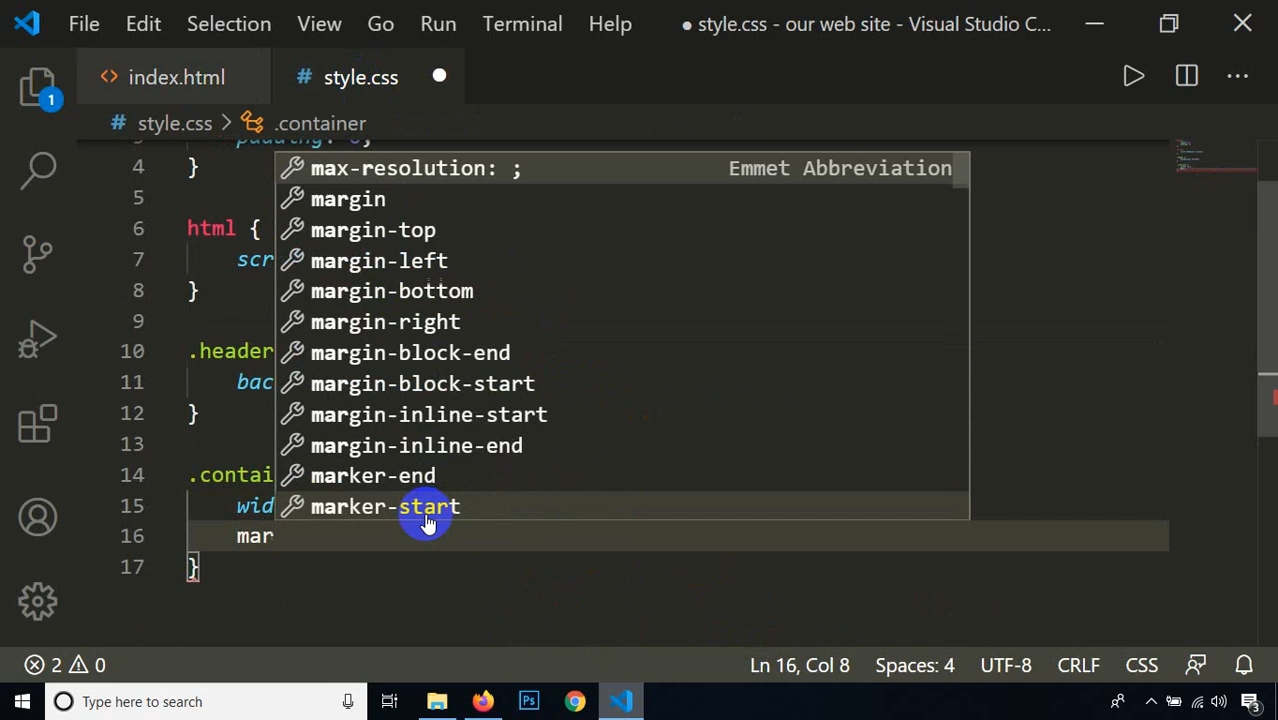 File Edit Selection View Go Run Terminal Help ● style.css - our web site - Visual Studio C...
index.html # style.css
# style.css > .container
4 }
max-resolution: ; Emmet Abbreviation
5
margin
6 html {
margin-top
7 scr
margin-left
8 }
margin-bottom
9
margin-right
10 .header
margin-block-end
11 bac
margin-block-start
12 }
margin-inline-start
13
margin-inline-end
14 .contai
marker-end
15 wid
marker-start
16 mar
17 }
1
2 0 Ln 16, Col 8 Spaces: 4 UTF-8 CRLF CSS
Type here to search Ps 3